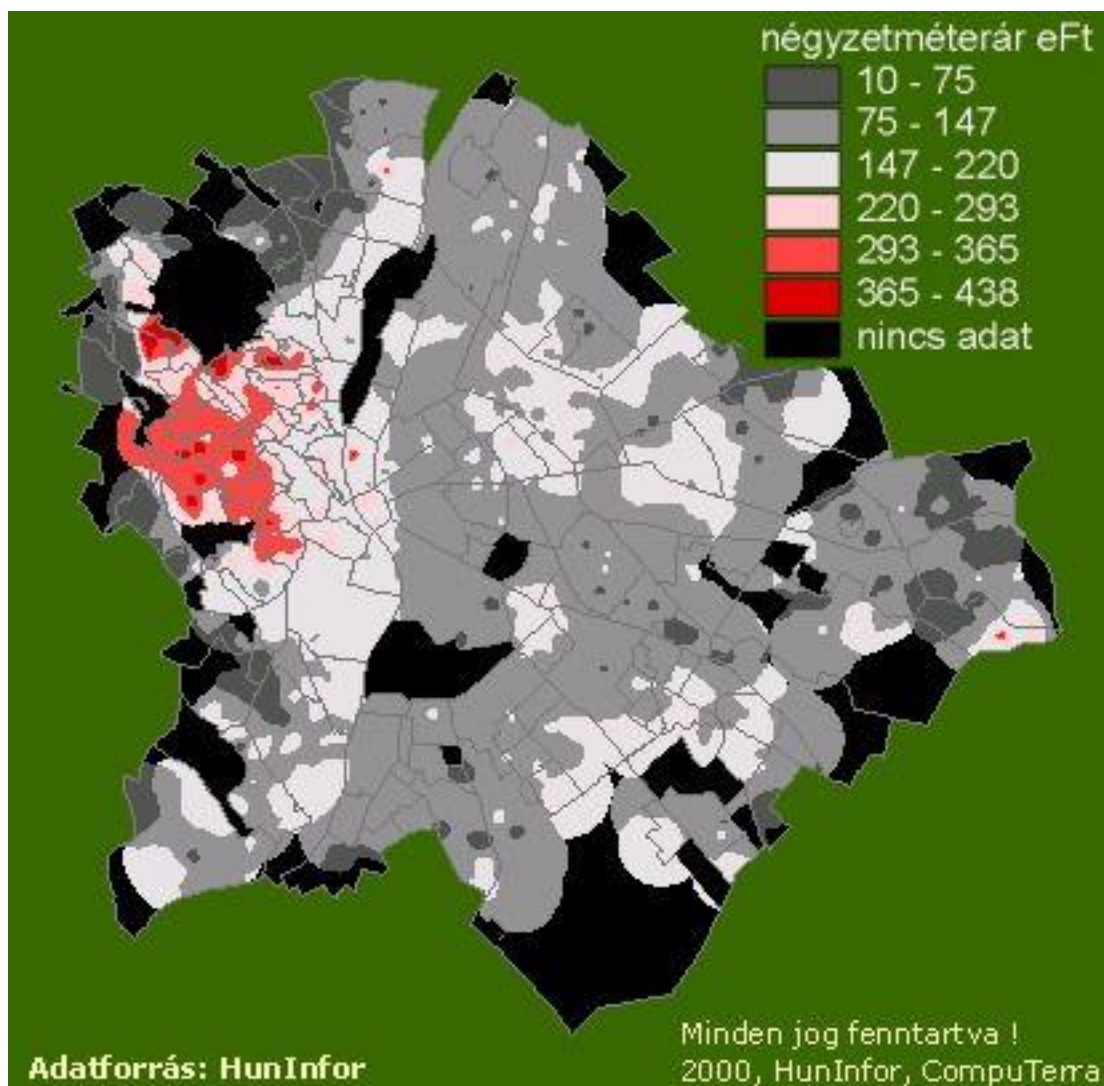 négyzetméterár eFt
10 - 75
75 - 147
147 - 220
220 - 293
293 - 365
365 - 438
nincs adat
Adatforrás: HunInfor
Minden jog fenntartva !
2000, HunInfor, CompuTerra